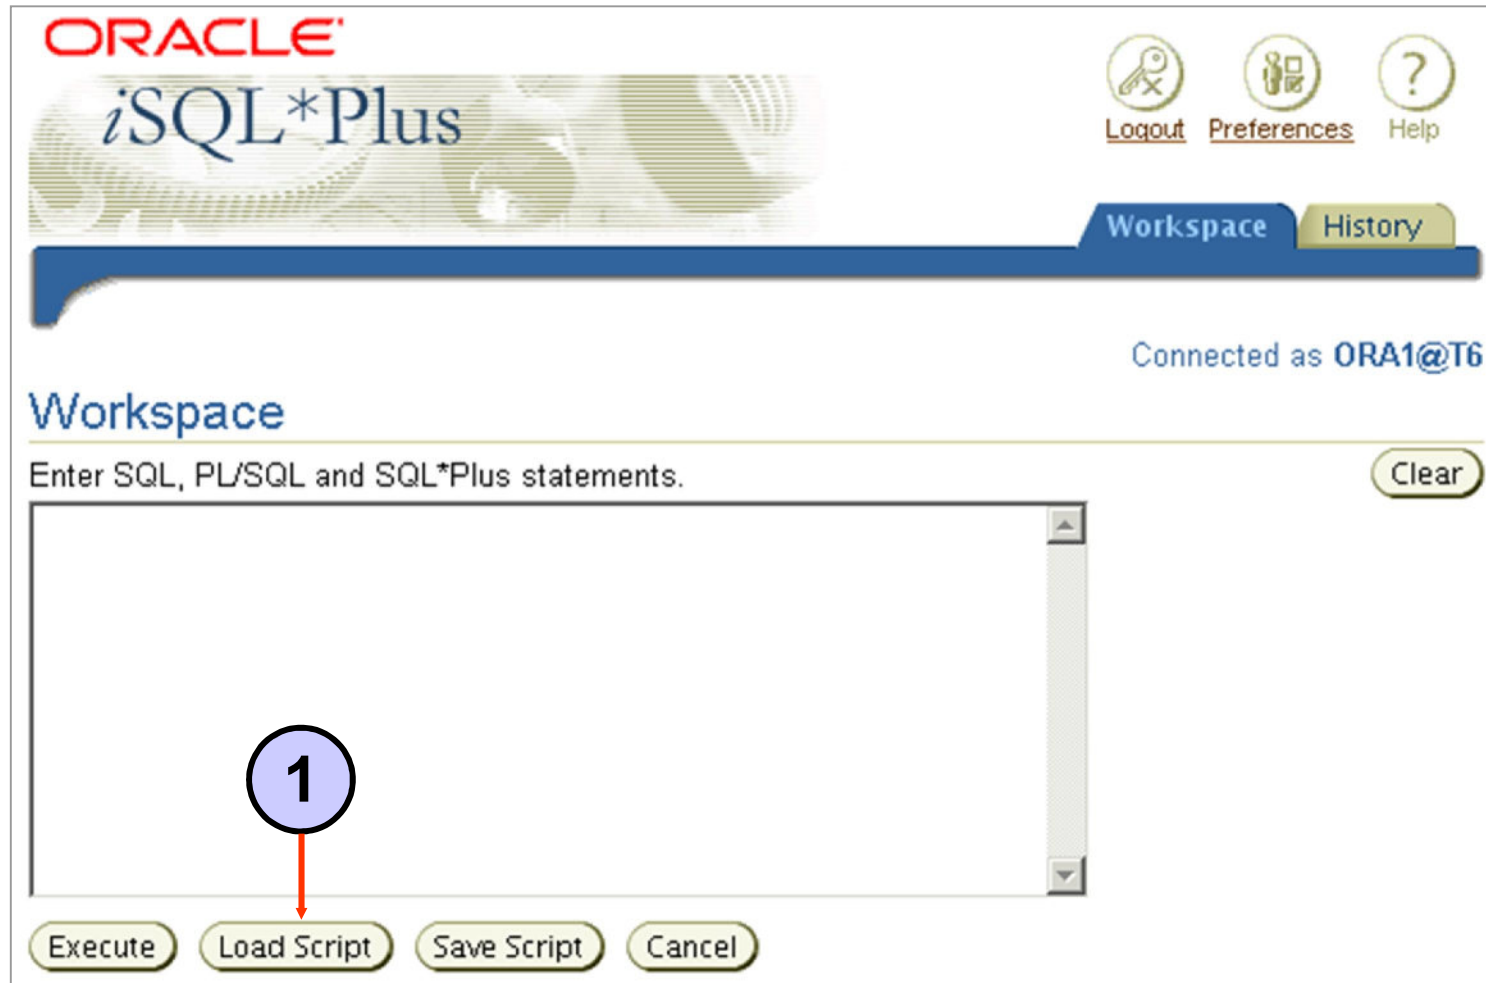 ORACLE
iSQL*Plus
Logout Preferences Help
Workspace History
Connected as ORA1@T6
Workspace
Enter SQL, PL/SQL and SQL*Plus statements.
Clear
1
Execute Load Script Save Script Cancel